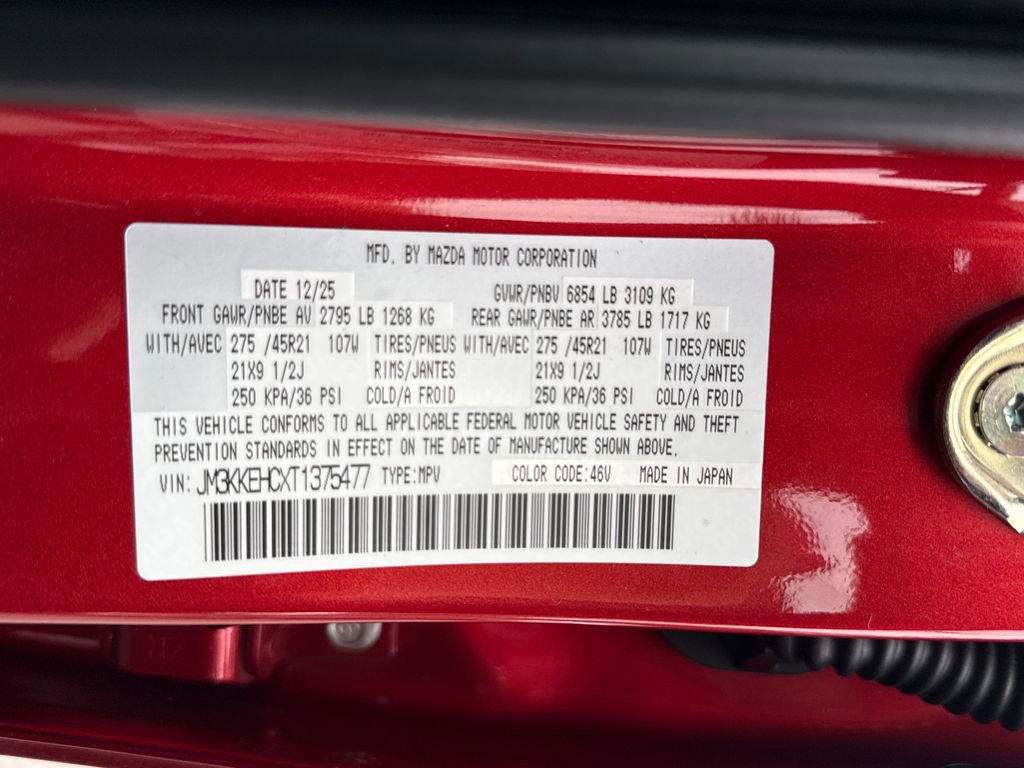 MFD. BY MAZDA MOTOR CORPORATION
DATE 12/25 GVWR/PNBV 6854 LB 3109 KG
FRONT GAWR/PNBE AV 2795 LB 1268 KG REAR GAWR/PNBE AR 3785 LB 1717 KG
WITH/AVEC 275 /45R21 107W TIRES/PNEUS WITH/AVEC 275 /45R21 107W TIRES/PNEUS
21X9 1/2J RIMS/JANTES 21X9 1/2J RIMS/JANTES
250 KPA/36 PSI COLD/A FROID 250 KPA/36 PSI COLD/A FROID
THIS VEHICLE CONFORMS TO ALL APPLICABLE FEDERAL MOTOR VEHICLE SAFETY AND THEFT
PREVENTION STANDARDS IN EFFECT ON THE DATE OF MANUFACTURE SHOWN ABOVE.
VIN: JM3KKEHCXT1375477 TYPE:MPV COLOR CODE:46V MADE IN JAPAN